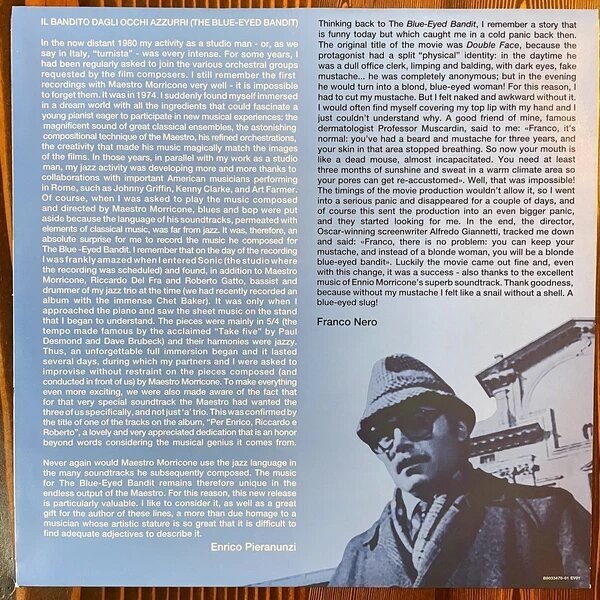 IL BANDITO DAGLI OCCHI AZZURRI (THE BLUE-EYED BANDIT)
In the now distant 1980 my activity as a studio man - or, as we
say in Italy, “turnista” - was very intense. For some years, I
had been regularly asked to join the various orchestral groups
requested by the film composers. I still remember the first
recordings with Maestro Morricone very well - it is impossible
to forget them. It was in 1974. I suddenly found myself immersed
in a dream world with all the ingredients that could fascinate a
young pianist eager to participate in new musical experiences: the
magnificent sound of great classical ensembles, the astonishing
compositional technique of the Maestro, his refined orchestrations,
the creativity that made his music magically match the images
of the films. In those years, in parallel with my work as a studio
man, my jazz activity was developing more and more thanks to
collaborations with important American musicians performing
in Rome, such as Johnny Griffin, Kenny Clarke, and Art Farmer.
Of course, when I was asked to play the music composed
and directed by Maestro Morricone, blues and bop were put
aside because the language of his soundtracks, permeated with
elements of classical music, was far from jazz. It was, therefore, an
absolute surprise for me to record the music he composed for
The Blue -Eyed Bandit. I remember that on the day of the recording
I was frankly amazed when I entered Sonic (the studio where
the recording was scheduled) and found, in addition to Maestro
Morricone, Riccardo Del Fra and Roberto Gatto, bassist and
drummer of my jazz trio at the time (we had recently recorded an
album with the immense Chet Baker). It was only when I
approached the piano and saw the sheet music on the stand
that I began to understand. The pieces were mainly in 5/4 (the
tempo made famous by the acclaimed “Take five” by Paul
Desmond and Dave Brubeck) and their harmonies were jazzy.
Thus, an unforgettable full immersion began and it lasted
several days, during which my partners and I were asked to
improvise without restraint on the pieces composed (and
conducted in front of us) by Maestro Morricone. To make everything
even more exciting, we were also made aware of the fact
that for that very special soundtrack the Maestro had wanted the
three of us specifically, and not just ‘a’ trio. This was confirmed by
the title of one of the tracks on the album, “Per Enrico, Riccardo e
Roberto”, a lovely and very appreciated dedication that is an honor
beyond words considering the musical genius it comes from.
Never again would Maestro Morricone use the jazz language in
the many soundtracks he subsequently composed. The music
for The Blue-Eyed Bandit remains therefore unique in the
endless output of the Maestro. For this reason, this new release
is particularly valuable. I like to consider it, as well as a great
gift for the author of these lines, a more than due homage to a
musician whose artistic stature is so great that it is difficult to
find adequate adjectives to describe it.
Enrico Pieranunzi
Thinking back to The Blue-Eyed Bandit, I remember a story that
is funny today but which caught me in a cold panic back then.
The original title of the movie was Double Face, because the
protagonist had a split “physical” identity: in the daytime he
was a dull office clerk, limping and balding, with dark eyes, fake
mustache... he was completely anonymous; but in the evening
he would turn into a blond, blue-eyed woman! For this reason, I
had to cut my mustache. But I felt naked and awkward without it.
I would often find myself covering my top lip with my hand and I
just couldn’t understand why. A good friend of mine, famous
dermatologist Professor Muscardin, said to me: «Franco, it’s
normal: you’ve had a beard and mustache for three years, and
your skin in that area stopped breathing. So now your mouth is
like a dead mouse, almost incapacitated. You need at least
three months of sunshine and sweat in a warm climate area so
your pores can get re-accustomed». Well, that was impossible!
The timings of the movie production wouldn’t allow it, so I went
into a serious panic and disappeared for a couple of days, and
of course this sent the production into an even bigger panic,
and they started looking for me. In the end, the director,
Oscar-winning screenwriter Alfredo Giannetti, tracked me down
and said: «Franco, there is no problem: you can keep your
mustache, and instead of a blonde woman, you will be a blonde
blue-eyed bandit». Luckily the movie came out fine and, even
with this change, it was a success - also thanks to the excellent
music of Ennio Morricone’s superb soundtrack. Thank goodness,
because without my mustache I felt like a snail without a shell. A
blue-eyed slug!
Franco Nero
B0033470-01 EV01